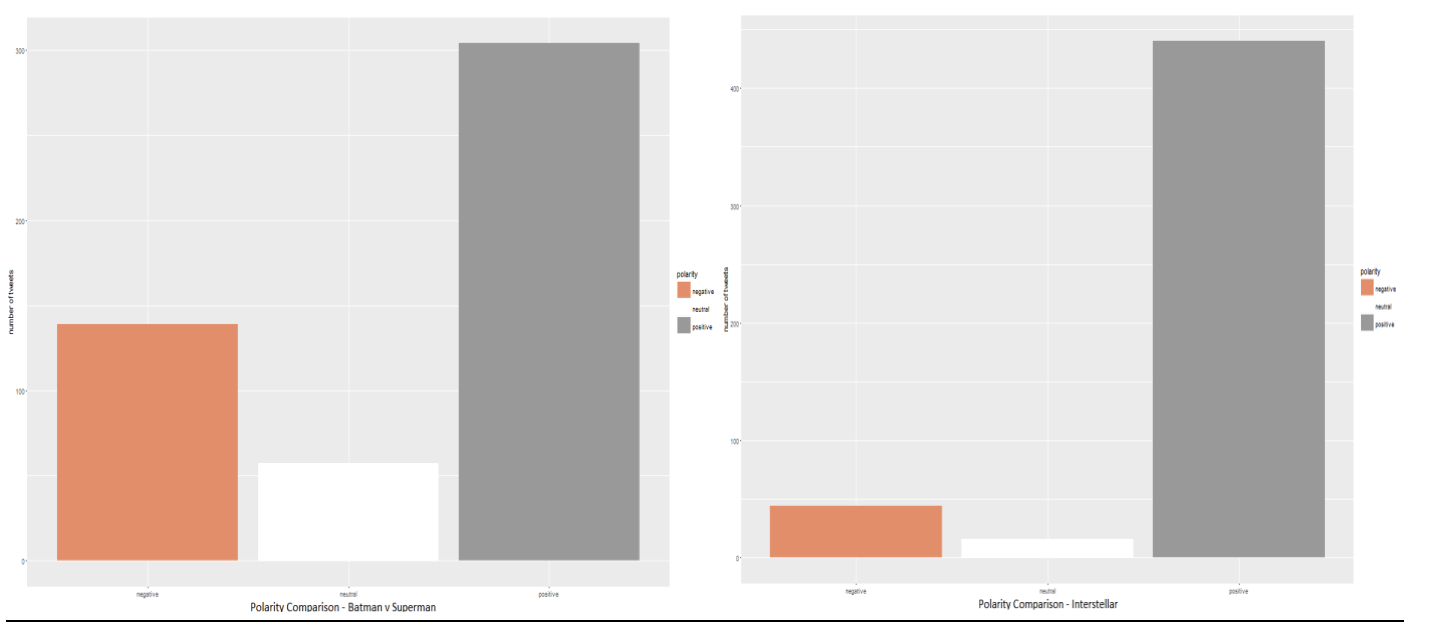 300
200
100
0
number of tweets
negative
neutral
positive
Polarity Comparison - Batman v Superman
polarity
negative
neutral
positive
400
300
200
100
0
number of tweets
negative
neutral
positive
Polarity Comparison - Interstellar
polarity
negative
neutral
positive